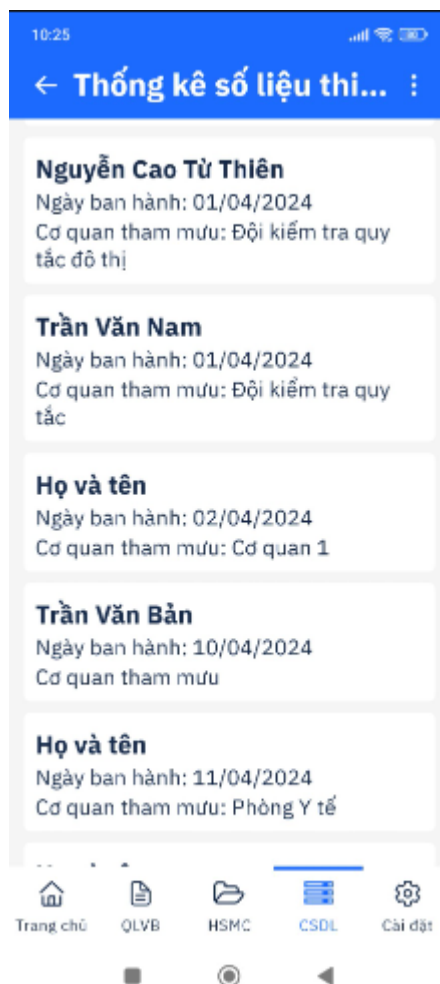 10:25
← Thống kê số liệu thi...
Nguyễn Cao Từ Thiên
Ngày ban hành: 01/04/2024
Cơ quan tham mưu: Đội kiểm tra quy
tắc đô thị
Trần Văn Nam
Ngày ban hành: 01/04/2024
Cơ quan tham mưu: Đội kiểm tra quy
tắc
Họ và tên
Ngày ban hành: 02/04/2024
Cơ quan tham mưu: Cơ quan 1
Trần Văn Bản
Ngày ban hành: 10/04/2024
Cơ quan tham mưu
Họ và tên
Ngày ban hành: 11/04/2024
Cơ quan tham mưu: Phòng Y tế
Trang chủ QLVB HSMC CSDL Cài đặt